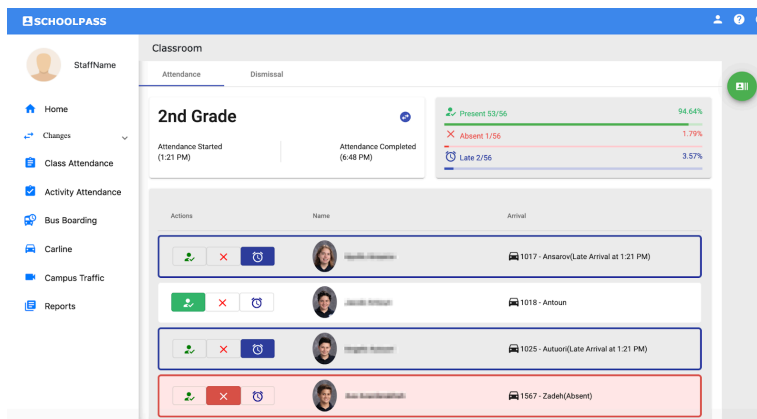 SCHOOLPASS
StaffName
Home
Changes
Class Attendance
Activity Attendance
Bus Boarding
Carline
Campus Traffic
Reports
Classroom
Attendance
Dismissal
2nd Grade
Attendance Started
(1:21 PM)
Attendance Completed
(6:48 PM)
Present 53/56
94.64%
Absent 1/56
1.79%
Late 2/56
3.57%
Actions
Name
Arrival
1017 - Ansarov(Late Arrival at 1:21 PM)
1018 - Antoun
1025 - Autuori(Late Arrival at 1:21 PM)
1567 - Zadeh(Absent)